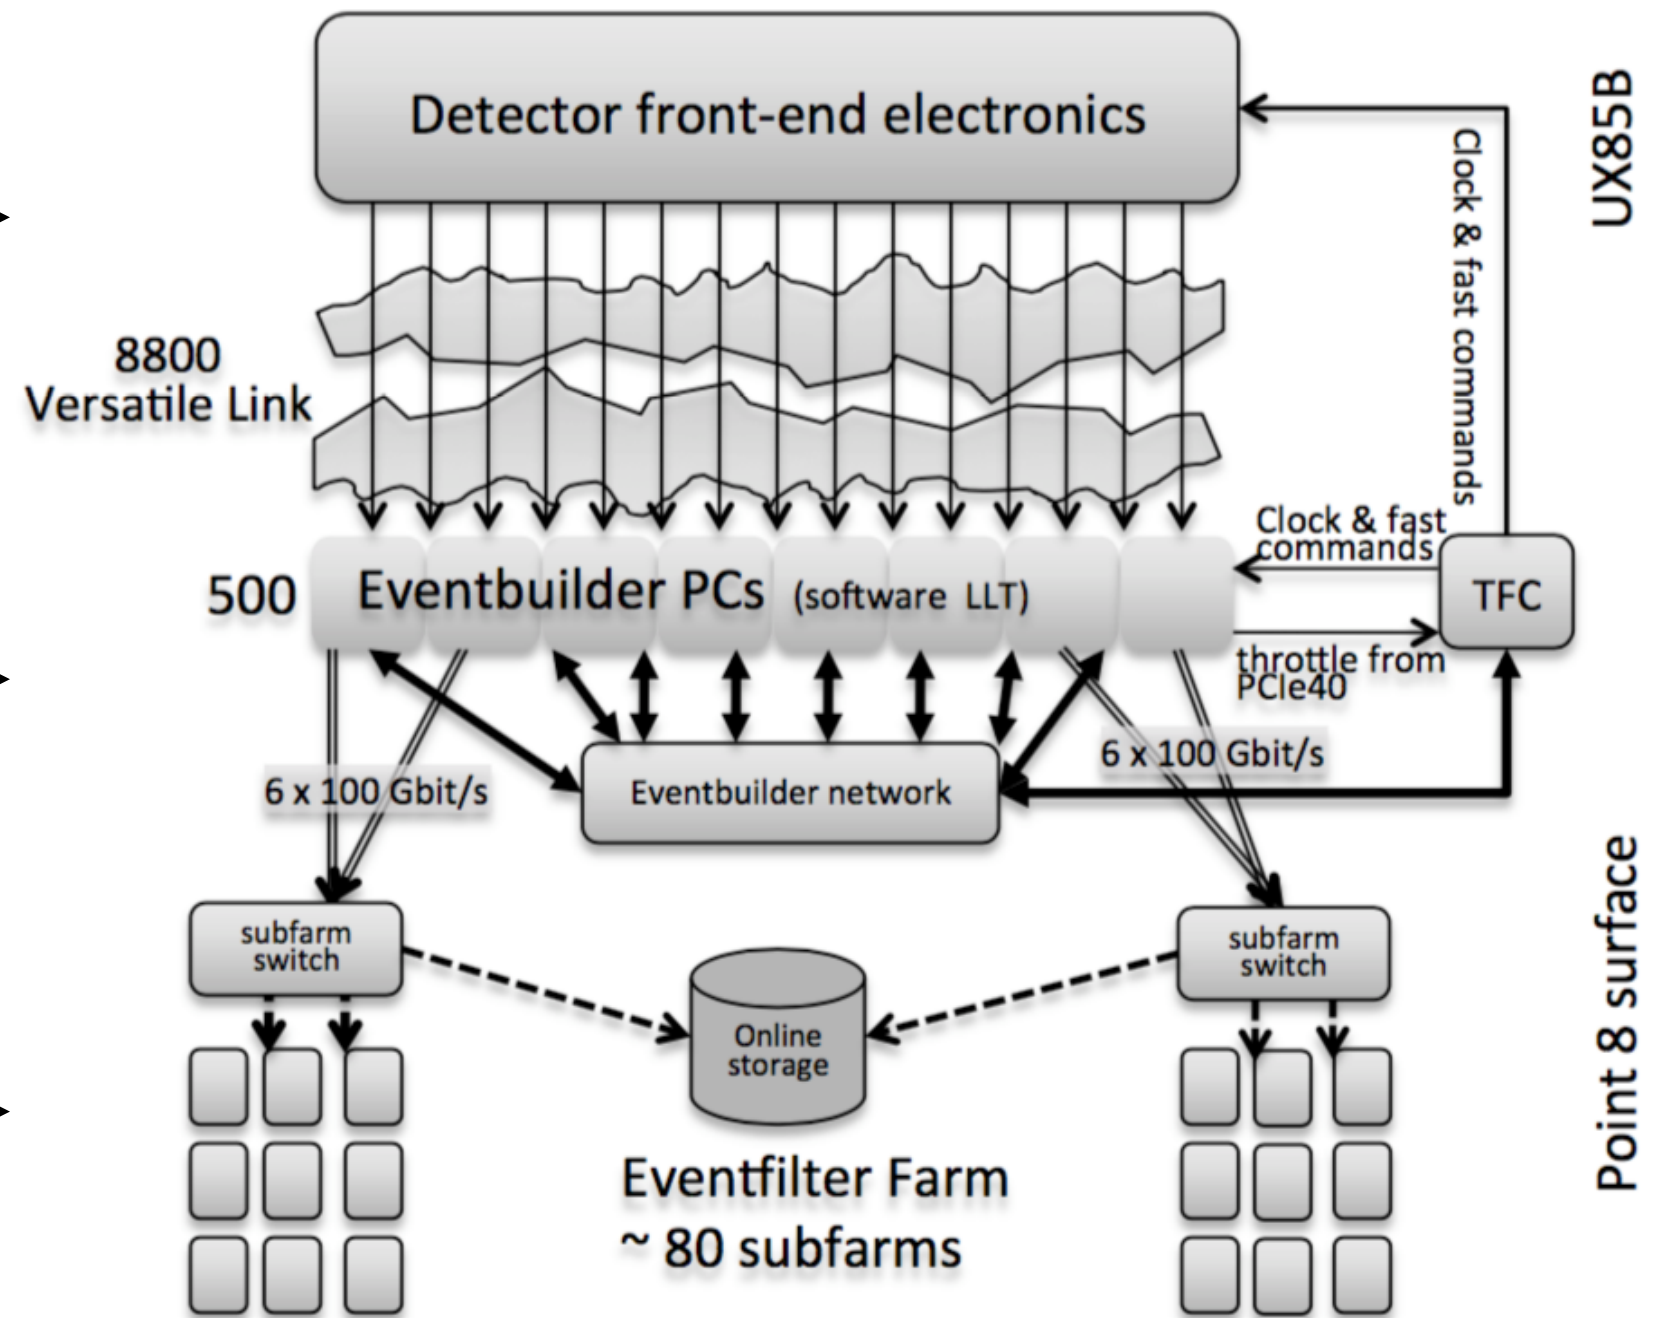 Detector front-end electronics
UX85B
Clock & fast commands
8800
Versatile Link
Clock & fast
commands
500
Eventbuilder PCs (software LLT)
TFC
throttle from
PCIe40
6 x 100 Gbit/s
6 x 100 Gbit/s
Eventbuilder network
Point 8 surface
subfarm
switch
subfarm
switch
Online
storage
Eventfilter Farm
~ 80 subfarms